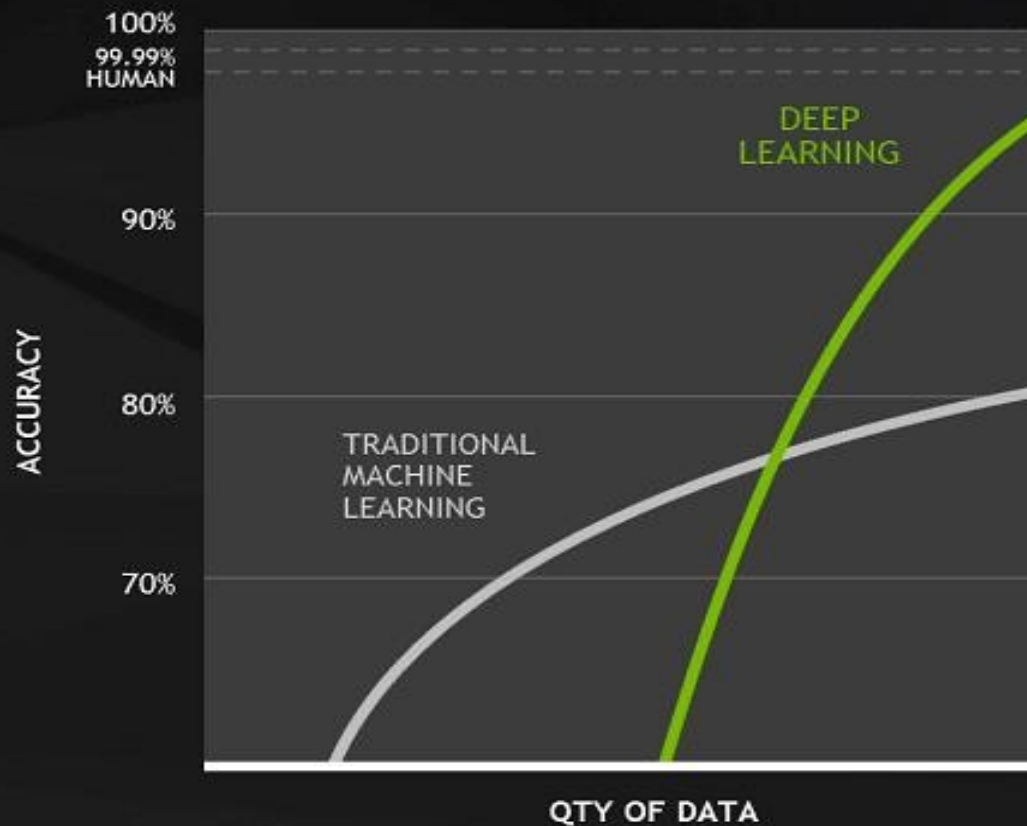 100%
99.99%
HUMAN
DEEP
LEARNING
90%
ACCURACY
80%
TRADITIONAL
MACHINE
LEARNING
70%
QTY OF DATA